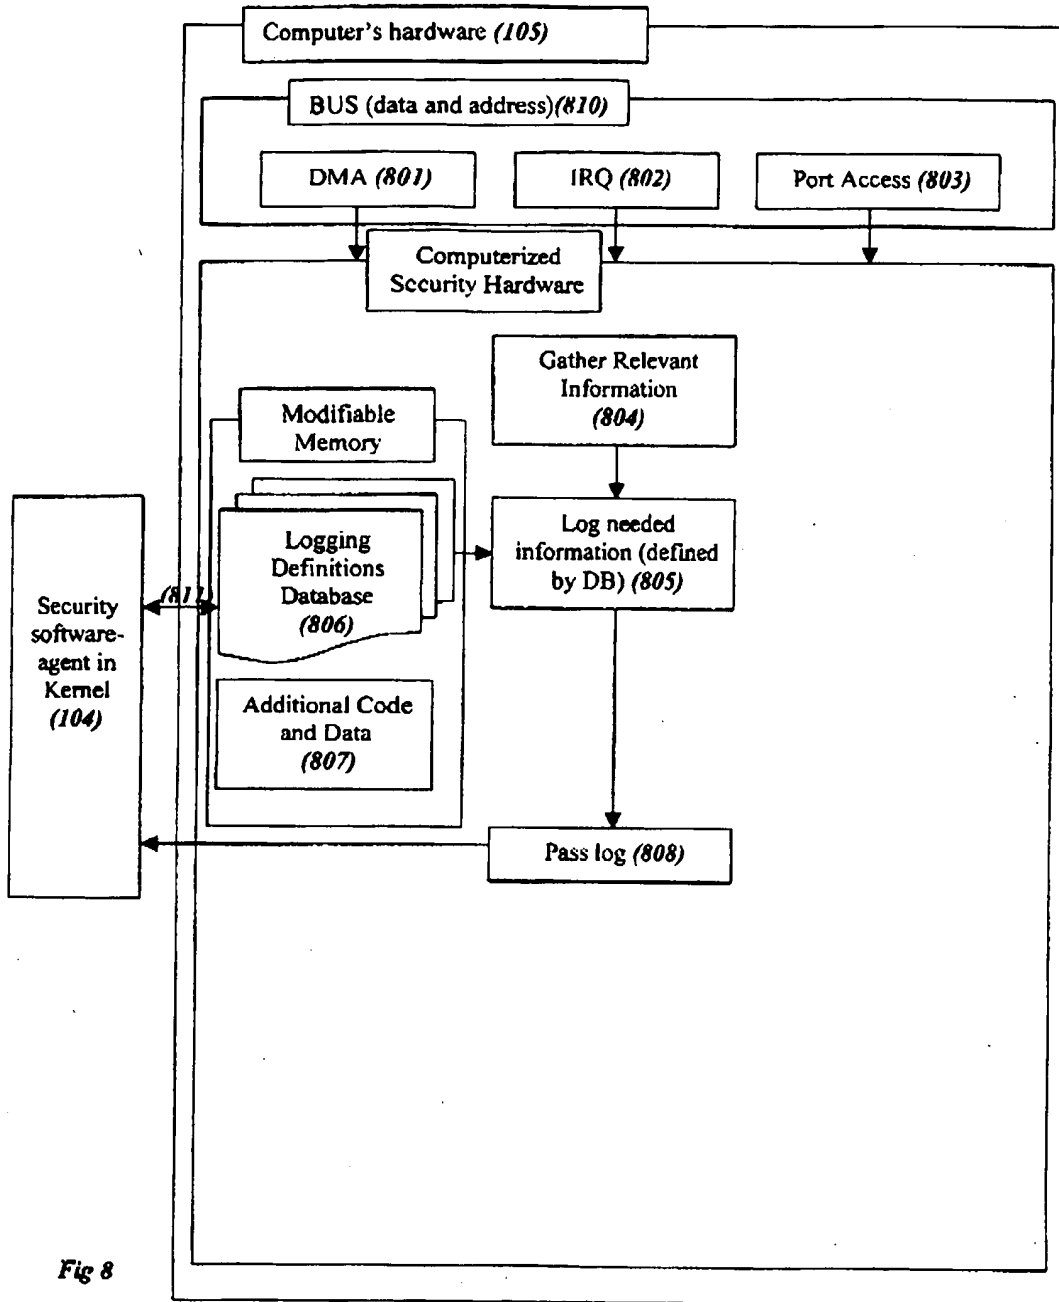 Computer's hardware (105)
BUS (data and address)(810)
DMA (801)
IRQ (802)
Port Access (803)
Computerized
Security Hardware
Gather Relevant
Information
(804)
Modifiable
Memory
Logging
Definitions
Database
(806)
Log needed
information (defined
by DB) (805)
(811)
Security
software-
agent in
Kernel
(104)
Additional Code
and Data
(807)
Pass log (808)
Fig 8